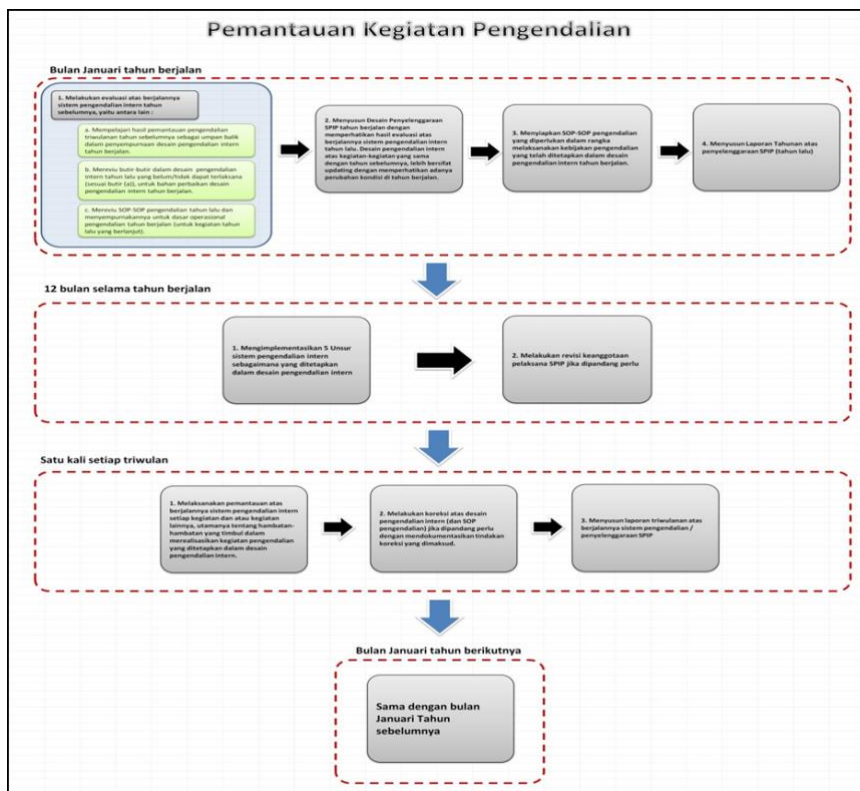 Pemantauan Kegiatan Pengendalian
Bulan Januari tahun berjalan
1. Melakukan evaluasi atas berjalannya
sistem pengendalian intern tahun
sebelumnya, yaitu antara lain :
a. Mempelajari hasil pemantauan pengendalian
triwulanan tahun sebelumnya sebagai umpan balik
dalam penyempurnaan desain pengendalian intern
tahun berjalan.
b. Mereviu butir-butir dalam desain pengendalian
intern tahun lalu yang belum/tidak dapat terlaksana
(sesuai butir (a)), untuk bahan perbaikan desain
pengendalian intern tahun berjalan.
c. Mereviu SOP-SOP pengendalian tahun lalu dan
menyempurnakannya untuk dasar operasional
pengendalian tahun berjalan (untuk kegiatan tahun
lalu yang berlanjut).
2. Menyusun Desain Penyelenggaraan
SPIP tahun berjalan dengan
memperhatikan hasil evaluasi atas
berjalannya sistem pengendalian intern
tahun lalu. Desain pengendalian intern
atas kegiatan-kegiatan yang sama
dengan tahun sebelumnya, lebih bersifat
updating dengan memperhatikan adanya
perubahan kondisi di tahun berjalan.
3. Menyiapkan SOP-SOP pengendalian
yang diperlukan dalam rangka
melaksanakan kebijakan pengendalian
yang telah ditetapkan dalam desain
pengendalian intern tahun berjalan.
4. Menyusun Laporan Tahunan atas
penyelenggaraan SPIP (tahun lalu)
12 bulan selama tahun berjalan
1. Mengimplementasikan 5 Unsur
sistem pengendalian intern
sebagaimana yang ditetapkan
dalam desain pengendalian intern
2. Melakukan revisi keanggotaan
pelaksana SPIP jika dipandang perlu
Satu kali setiap triwulan
1. Melaksanakan pemantauan atas
berjalannya sistem pengendalian intern
setiap kegiatan dan atau kegiatan
lainnya, utamanya tentang hambatan-
hambatan yang timbul dalam
merealisasikan kegiatan pengendalian
yang ditetapkan dalam desain
pengendalian intern.
2. Melakukan koreksi atas desain
pengendalian intern (dan SOP
pengendalian) jika dipandang perlu
dengan mendokumentasikan tindakan
koreksi yang dimaksud.
3. Menyusun laporan triwulanan atas
berjalannya sistem pengendalian /
penyelenggaraan SPIP
Bulan Januari tahun berikutnya
Sama dengan bulan
Januari Tahun
sebelumnya